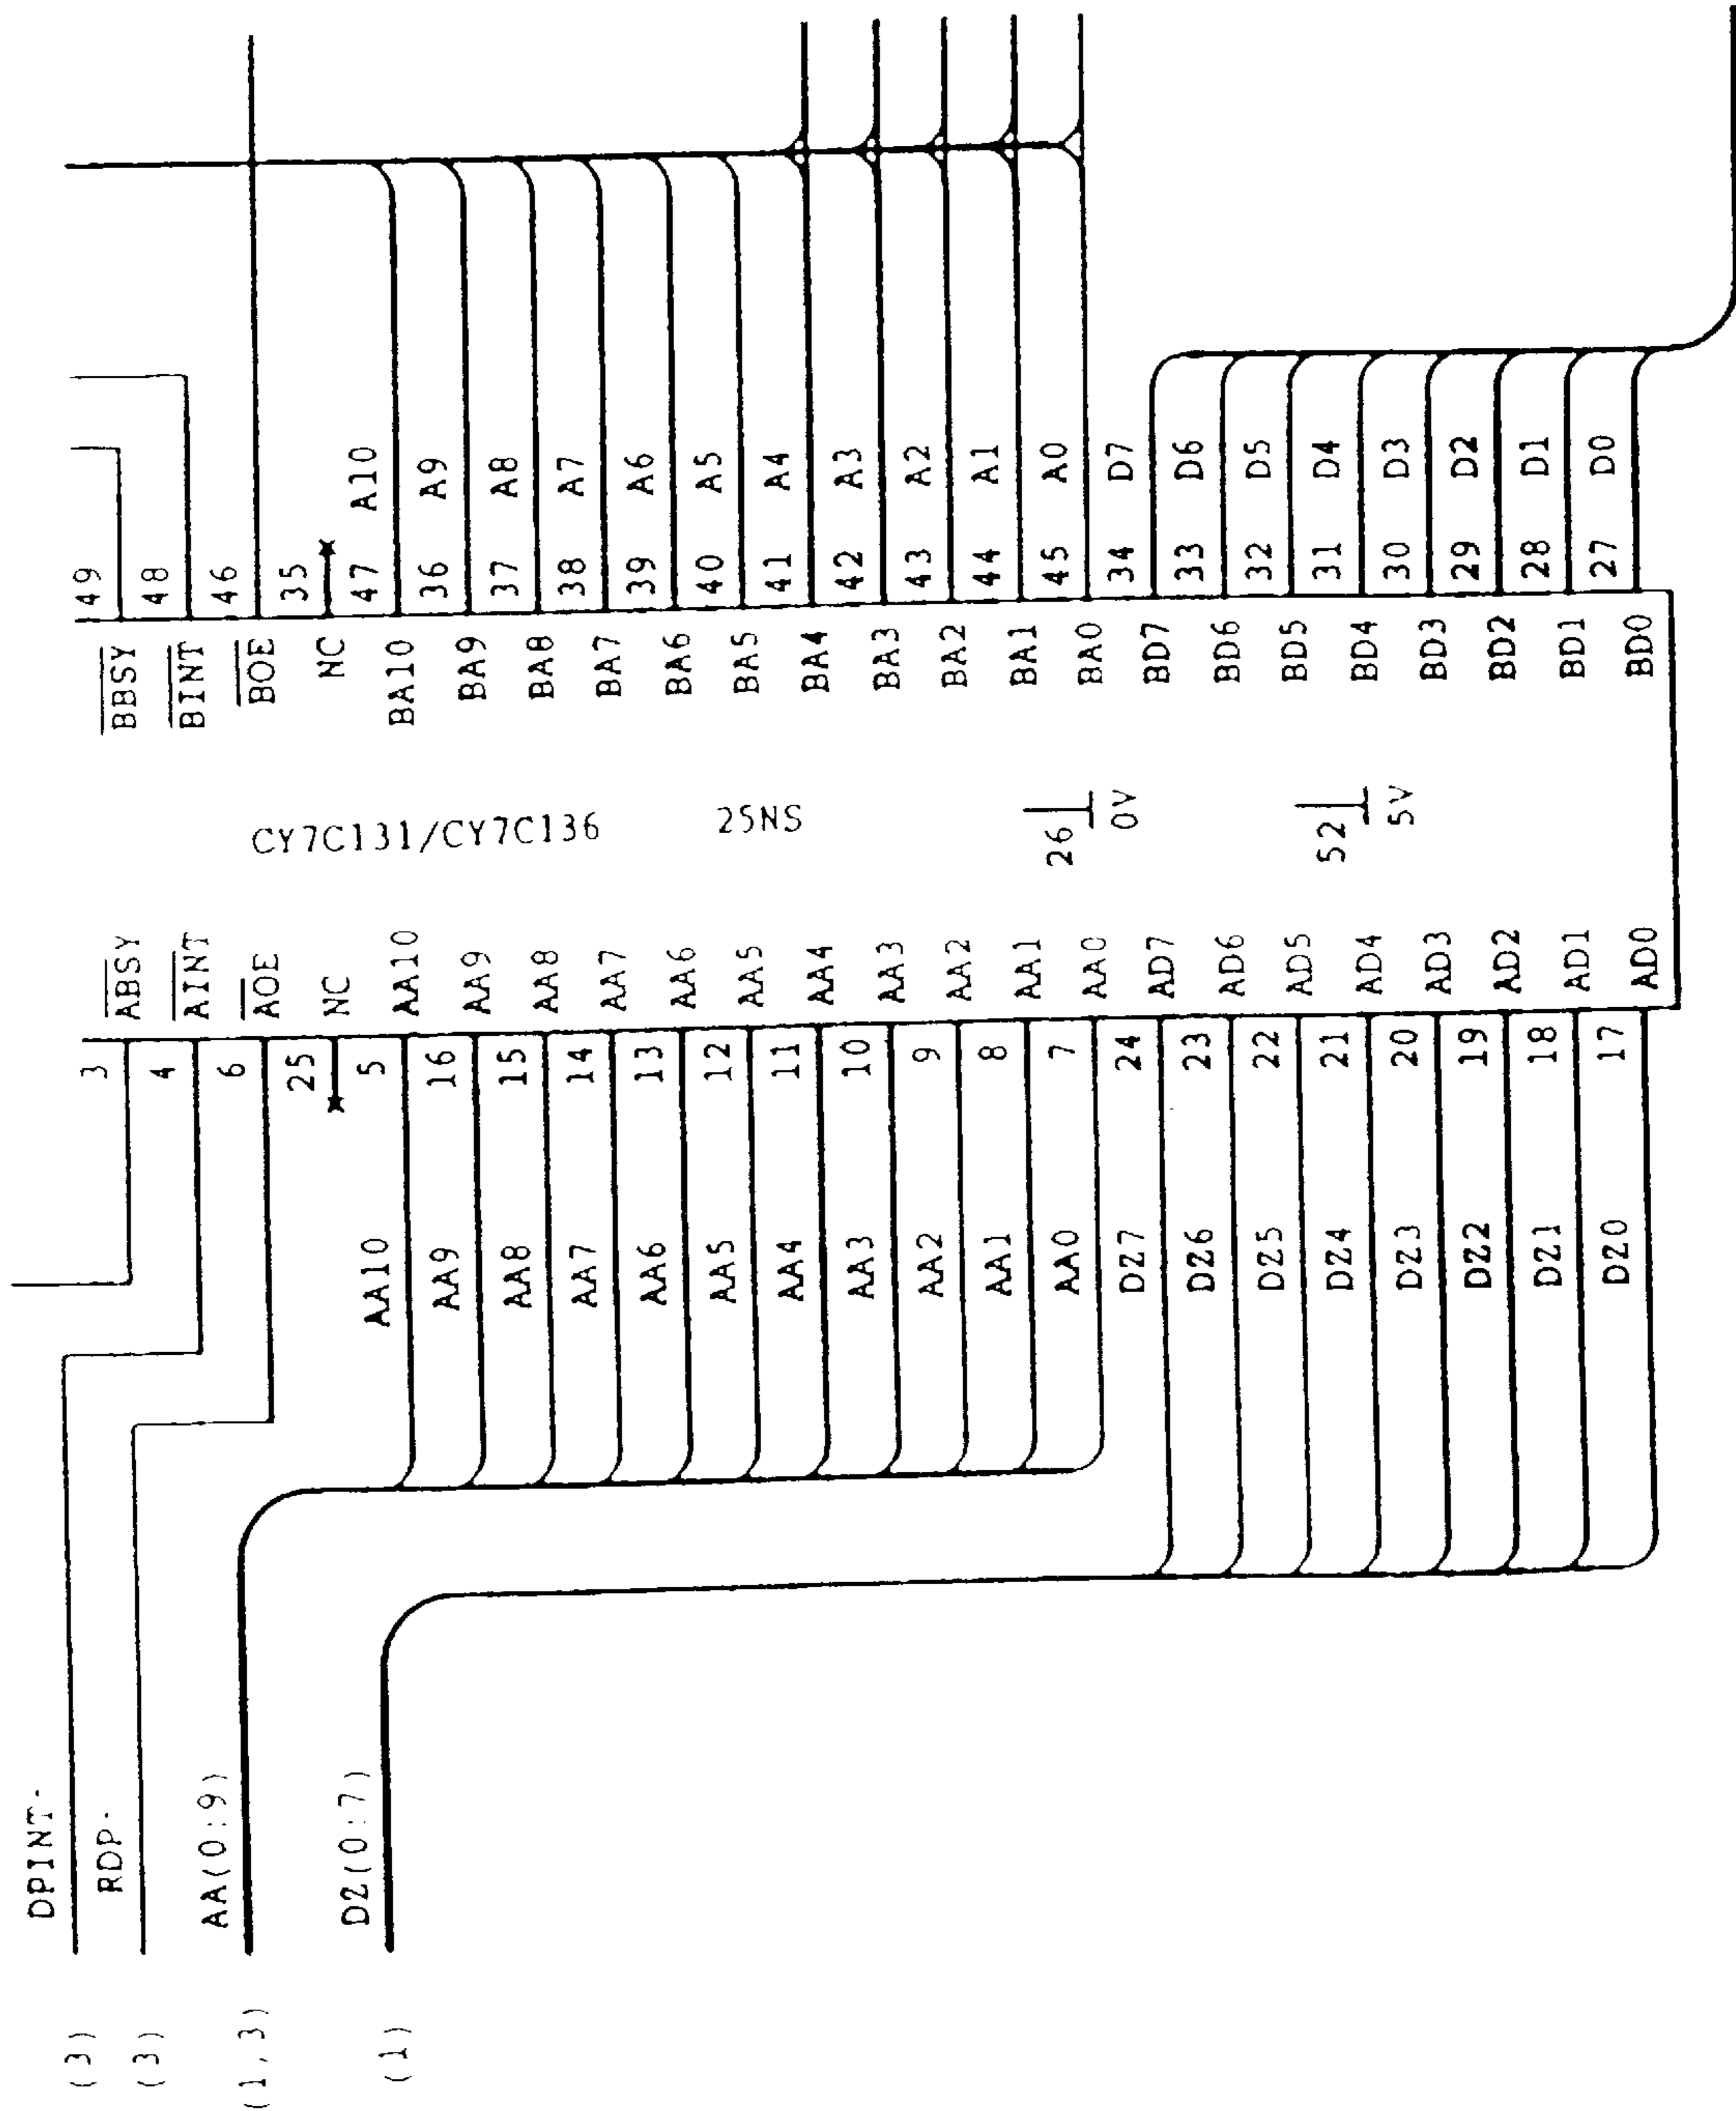 DPINT-
(3) 3 ABSY BBSY 49
RDP-
(3) 4 AINT BINT 48
AA(0:9)
(1,3) 6 AOE BOE 46
25 NC NC 35
DZ(0:7)
(1)
AA10 5 AA10 BA10 47 A10
AA9 16 AA9 BA9 36 A9
AA8 15 AA8 BA8 37 A8
AA7 14 AA7 BA7 38 A7
AA6 13 AA6 BA6 39 A6
AA5 12 AA5 BA5 40 A5
AA4 11 AA4 BA4 41 A4
AA3 10 AA3 BA3 42 A3
AA2 9 AA2 BA2 43 A2
AA1 8 AA1 BA1 44 A1
AA0 7 AA0 BA0 45 A0
DZ7 24 AD7 BD7 34 D7
DZ6 23 AD6 BD6 33 D6
DZ5 22 AD5 BD5 32 D5
DZ4 21 AD4 BD4 31 D4
DZ3 20 AD3 BD3 30 D3
DZ2 19 AD2 BD2 29 D2
DZ1 18 AD1 BD1 28 D1
DZ0 17 AD0 BD0 27 D0
CY7C131/CY7C136
25NS
26
0V
52
5V